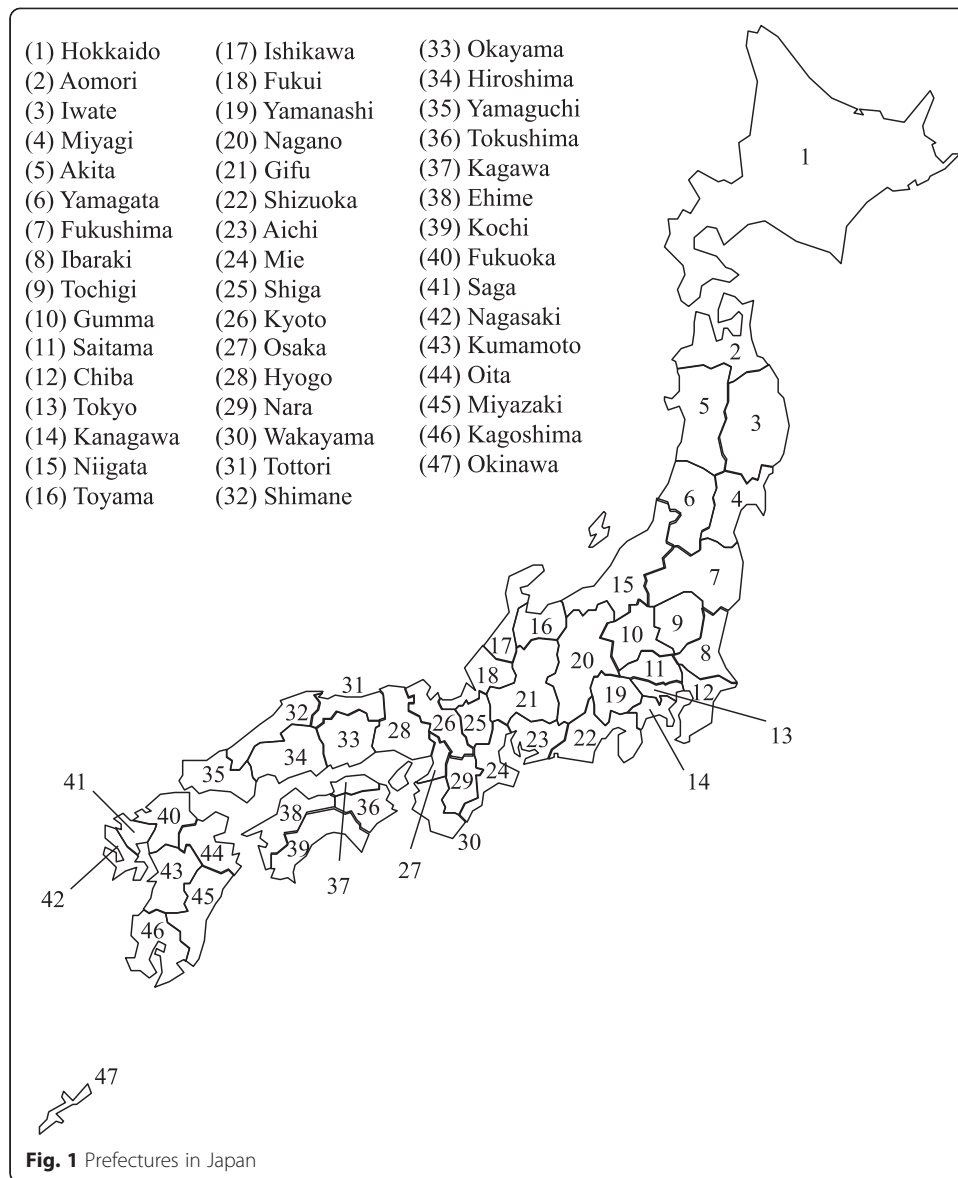 (1) Hokkaido
(2) Aomori
(3) Iwate
(4) Miyagi
(5) Akita
(6) Yamagata
(7) Fukushima
(8) Ibaraki
(9) Tochigi
(10) Gumma
(11) Saitama
(12) Chiba
(13) Tokyo
(14) Kanagawa
(15) Niigata
(16) Toyama
(17) Ishikawa
(18) Fukui
(19) Yamanashi
(20) Nagano
(21) Gifu
(22) Shizuoka
(23) Aichi
(24) Mie
(25) Shiga
(26) Kyoto
(27) Osaka
(28) Hyogo
(29) Nara
(30) Wakayama
(31) Tottori
(32) Shimane
(33) Okayama
(34) Hiroshima
(35) Yamaguchi
(36) Tokushima
(37) Kagawa
(38) Ehime
(39) Kochi
(40) Fukuoka
(41) Saga
(42) Nagasaki
(43) Kumamoto
(44) Oita
(45) Miyazaki
(46) Kagoshima
(47) Okinawa
1
2
5
3
6
4
15
7
16
10
9
17
20
11
8
18
21
19
12
31
32
26
25
13
33
28
23
22
34
14
35
29
24
41
40
38
36
30
44
39
27
43
37
42
45
46
47
Fig. 1 Prefectures in Japan